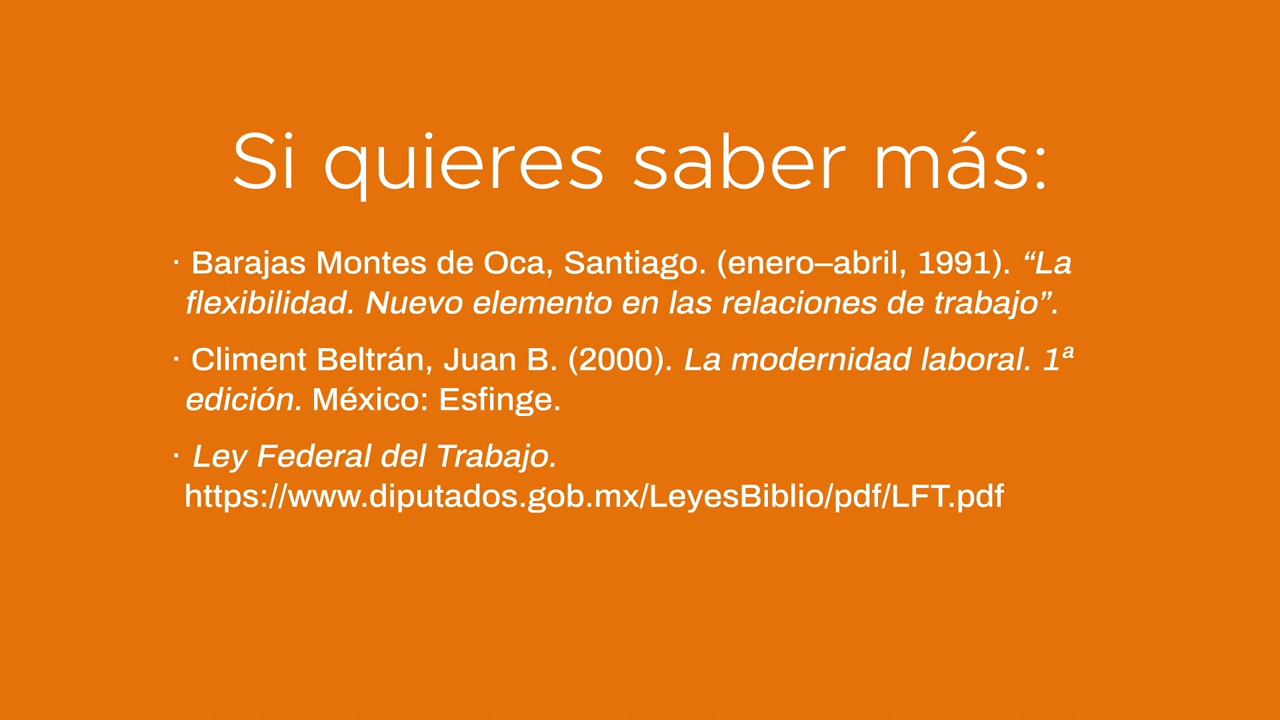 Si quieres saber más:
· Barajas Montes de Oca, Santiago. (enero–abril, 1991). “La
flexibilidad. Nuevo elemento en las relaciones de trabajo”.
· Climent Beltrán, Juan B. (2000). La modernidad laboral. 1ª
edición. México: Esfinge.
· Ley Federal del Trabajo.
https://www.diputados.gob.mx/LeyesBiblio/pdf/LFT.pdf